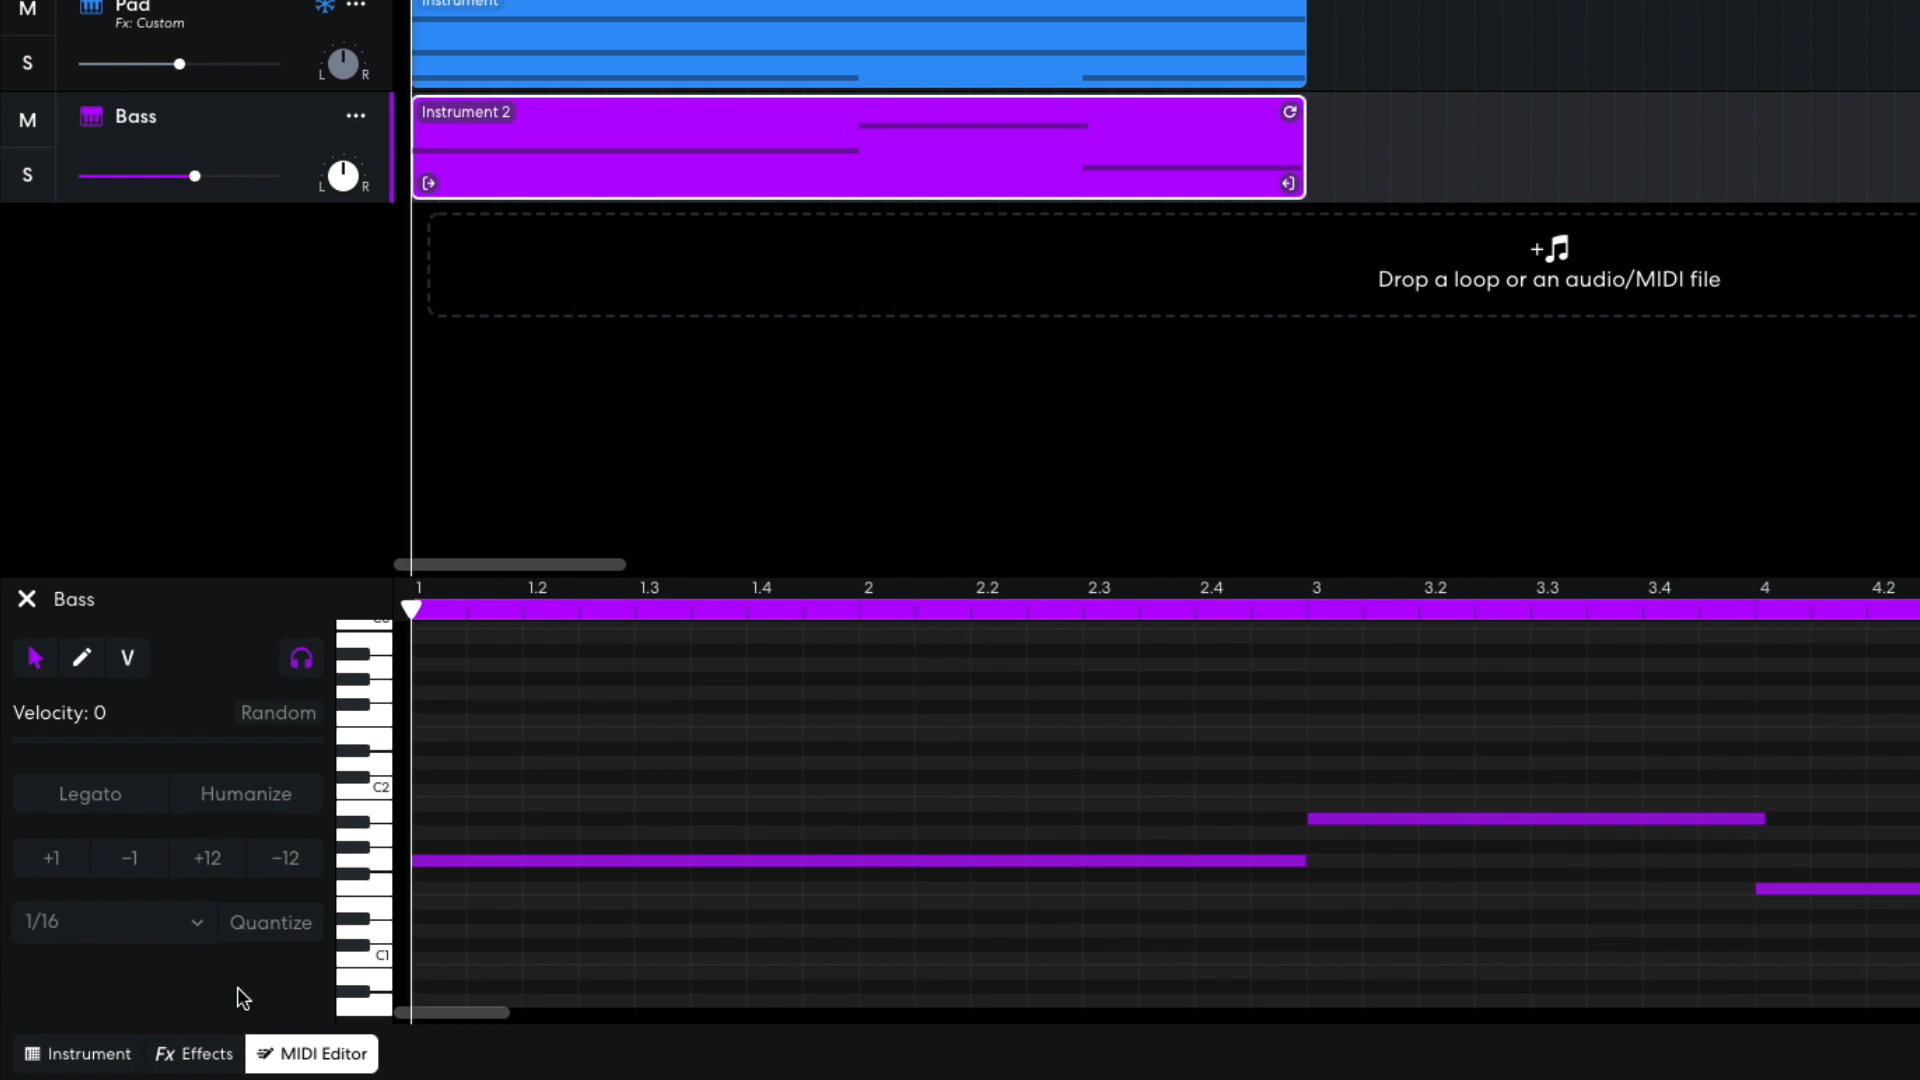 M
Pad
Instrument
Fx: Custom
S
L R
M
Bass
Instrument 2
S
L R
Drop a loop or an audio/MIDI file
Bass
1 1.2 1.3 1.4 2 2.2 2.3 2.4 3 3.2 3.3 3.4 4 4.2
V
Velocity: 0
Random
C2
Legato
Humanize
+1
−1
+12
−12
1/16
Quantize
C1
Instrument
Fx Effects
MIDI Editor